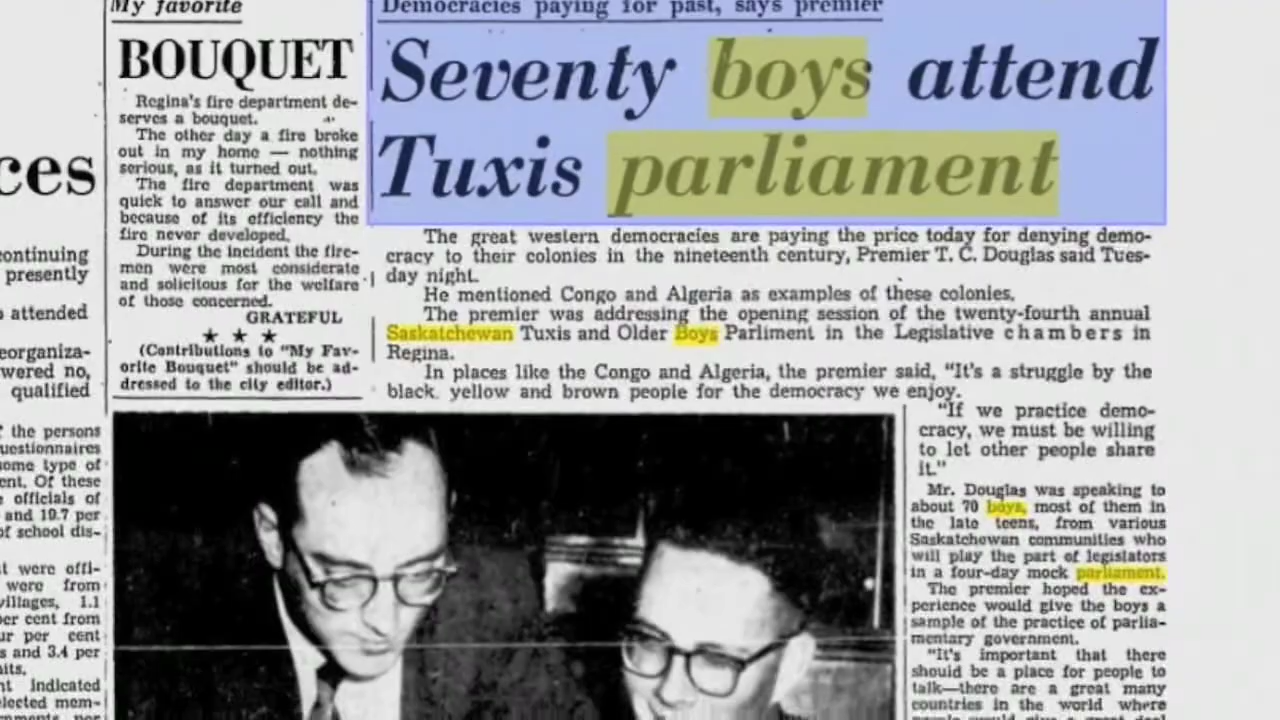 ces
continuing
presently
attended
eorganiza-
wered no,
qualified
the persons
uestionnaires
some type of
ent. Of these
officials of
and 19.7 per
of school dis-
were offi-
were from
villages, 1.1
per cent from
ur per cent
s and 3.4 per
its.
nt indicated
elected mem-
My favorite
BOUQUET
Regina's fire department de-
serves a bouquet.
The other day a fire broke
out in my home — nothing
serious, as it turned out.
The fire department was
quick to answer our call and
because of its efficiency the
fire never developed.
During the incident the fire-
men were most considerate
and solicitous for the welfare
of those concerned.
GRATEFUL
★ ★ ★
(Contributions to "My Fav-
orite Bouquet" should be ad-
dressed to the city editor.)
Democracies paying for past, says premier
Seventy boys attend
Tuxis parliament
The great western democracies are paying the price today for denying demo-
cracy to their colonies in the nineteenth century, Premier T. C. Douglas said Tues-
day night.
He mentioned Congo and Algeria as examples of these colonies.
The premier was addressing the opening session of the twenty-fourth annual
Saskatchewan Tuxis and Older Boys Parliment in the Legislative chambers in
Regina.
In places like the Congo and Algeria, the premier said, "It's a struggle by the
black, yellow and brown people for the democracy we enjoy.
"If we practice demo-
cracy, we must be willing
to let other people share
it."
Mr. Douglas was speaking to
about 70 boys, most of them in
the late teens, from various
Saskatchewan communities who
will play the part of legislators
in a four-day mock parliament.
The premier hoped the ex-
perience would give the boys a
sample of the practice of parlia-
mentary government.
"It's important that there
should be a place for people to
talk—there are a great many
countries in the world where